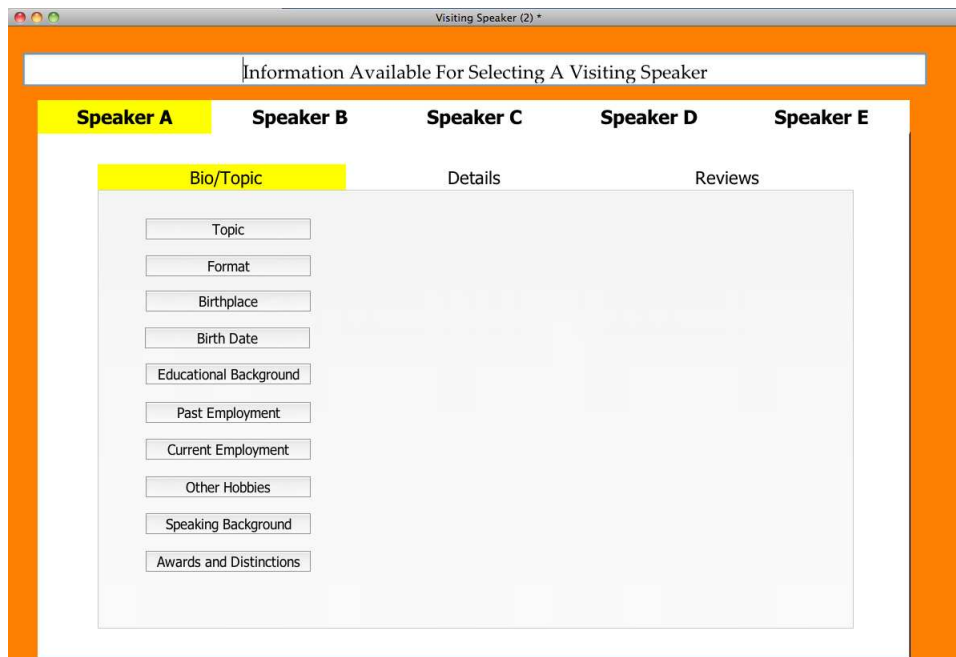 Visiting Speaker (2) *
Information Available For Selecting A Visiting Speaker
Speaker A Speaker B Speaker C Speaker D Speaker E
Bio/Topic Details Reviews
Topic
Format
Birthplace
Birth Date
Educational Background
Past Employment
Current Employment
Other Hobbies
Speaking Background
Awards and Distinctions